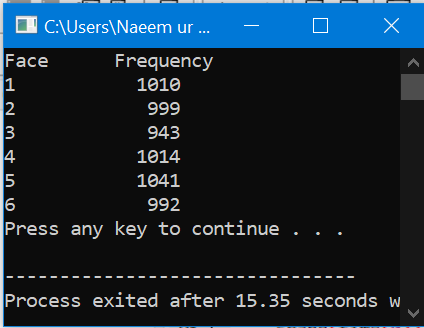 C:\Users\Naeem ur ...
Face Frequency
1 1010
2 999
3 943
4 1014
5 1041
6 992
Press any key to continue . . .
--------------------------------
Process exited after 15.35 seconds w